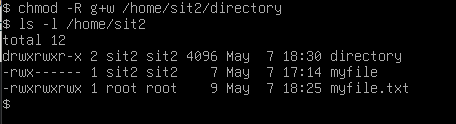 $ chmod -R g+w /home/sit2/directory
$ ls -l /home/sit2
total 12
drwxrwxr-x 2 sit2 sit2 4096 May  7 18:30 directory
-rwx------ 1 sit2 sit2    7 May  7 17:14 myfile
-rwxrwxrwx 1 root root    9 May  7 18:25 myfile.txt
$